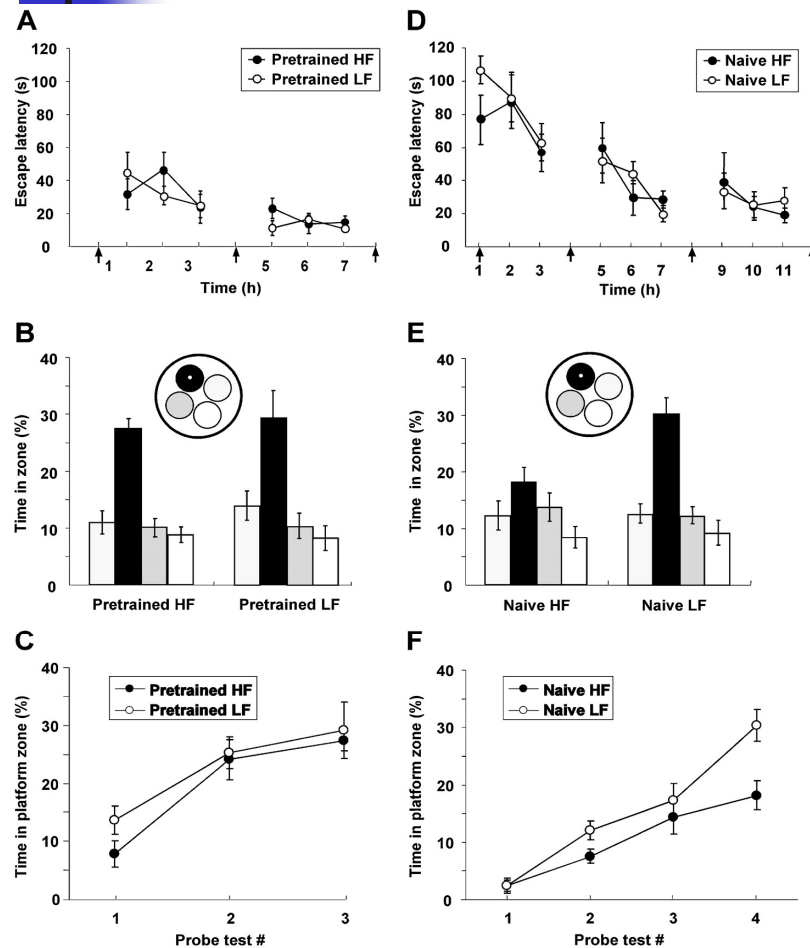 A
120
100
80
60
40
20
0
Escape latency (s)
Pretrained HF
Pretrained LF
1 2 3 5 6 7
Time (h)
D
120
100
80
60
40
20
0
Escape latency (s)
Naive HF
Naive LF
1 2 3 5 6 7 9 10 11
Time (h)
B
40
30
20
10
0
Time in zone (%)
Pretrained HF Pretrained LF
E
40
30
20
10
0
Time in zone (%)
Naive HF Naive LF
C
40
30
20
10
0
Time in platform zone (%)
Pretrained HF
Pretrained LF
1 2 3
Probe test #
F
40
30
20
10
0
Time in platform zone (%)
Naive HF
Naive LF
1 2 3 4
Probe test #